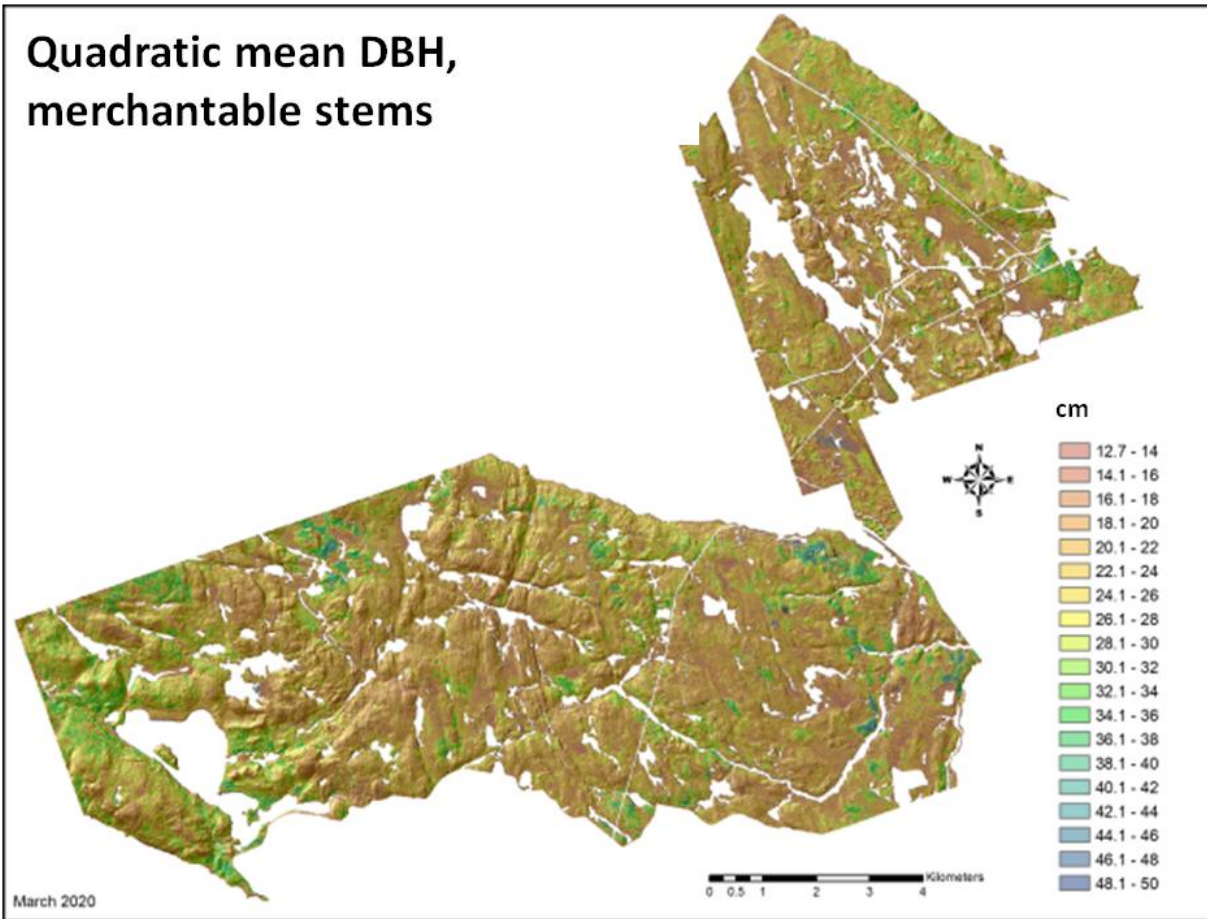 Quadratic mean DBH,
merchantable stems
cm
N
W E
S
12.7 - 14
14.1 - 16
16.1 - 18
18.1 - 20
20.1 - 22
22.1 - 24
24.1 - 26
26.1 - 28
28.1 - 30
30.1 - 32
32.1 - 34
34.1 - 36
36.1 - 38
38.1 - 40
40.1 - 42
42.1 - 44
44.1 - 46
46.1 - 48
48.1 - 50
Kilometers
0 0.5 1 2 3 4
March 2020